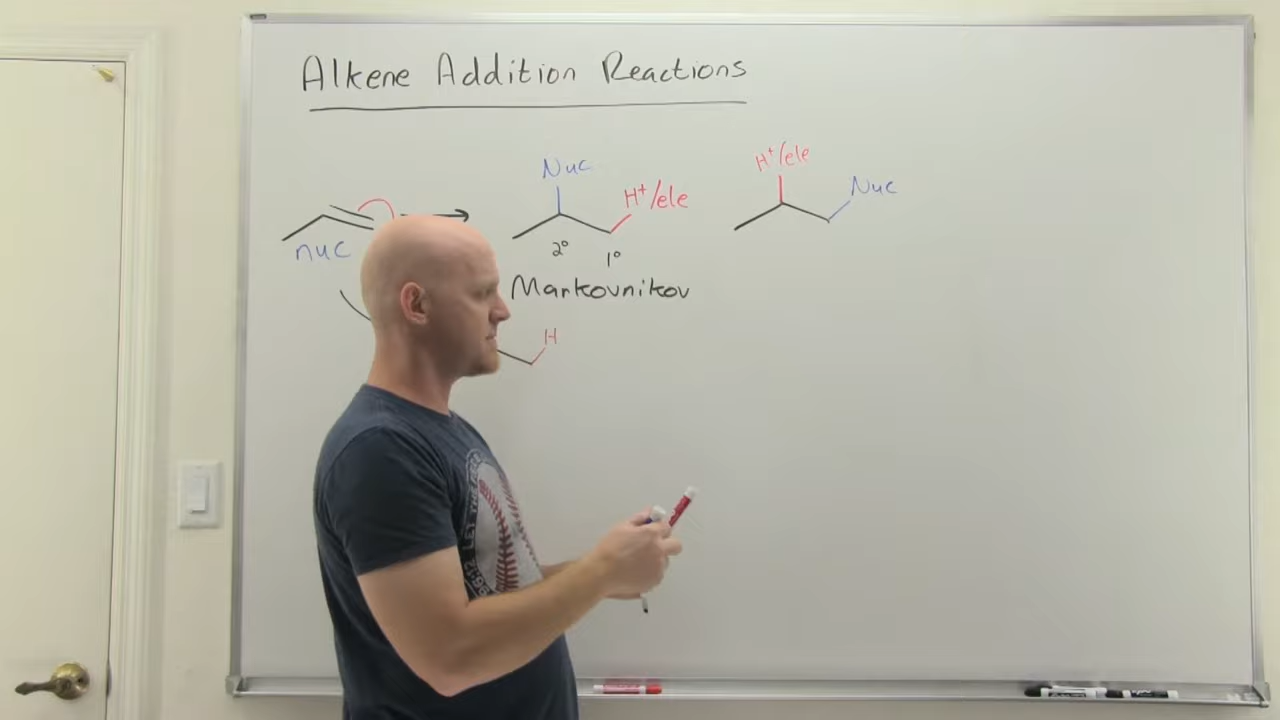 Alkene Addition Reactions
Nuc
H⁺/ele
nuc
2°
1°
Markovnikov
H
H⁺/ele
Nuc